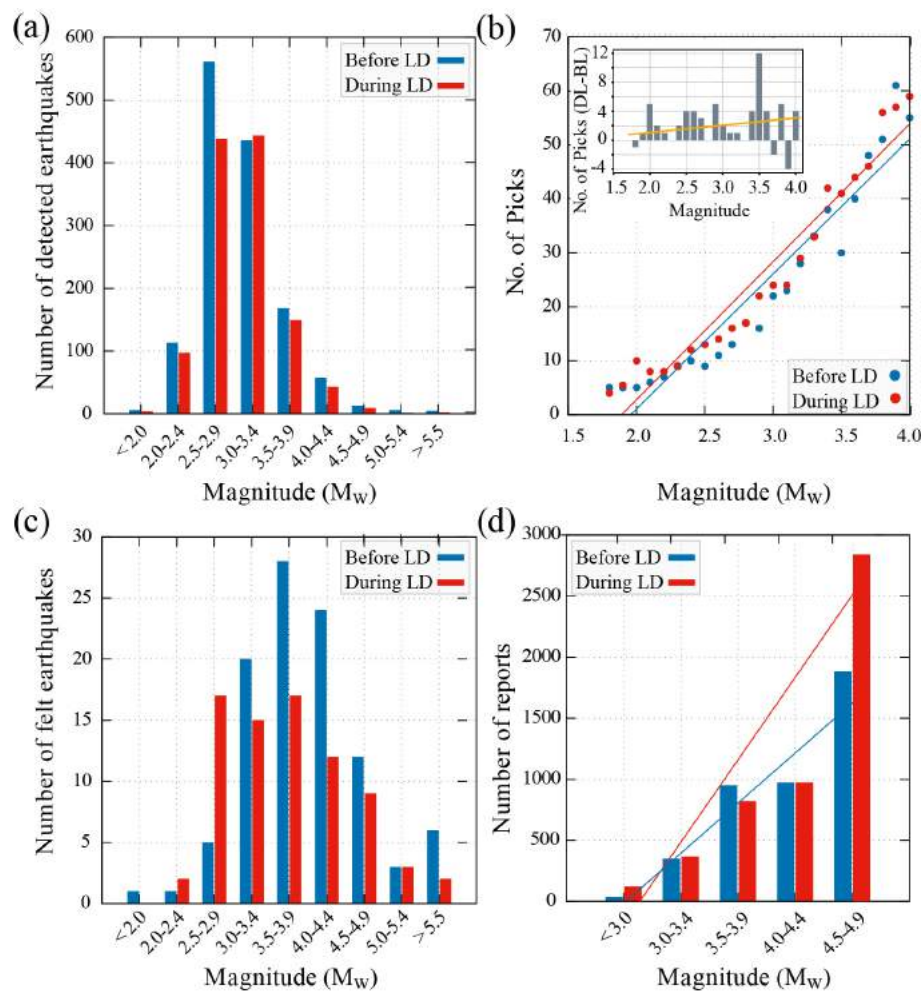 (a)
600
500
400
300
200
100
0
Number of detected earthquakes
Before LD
During LD
<2.0
2.0-2.4
2.5-2.9
3.0-3.4
3.5-3.9
4.0-4.4
4.5-4.9
5.0-5.4
>5.5
Magnitude (Mw)
(b)
70
60
50
40
30
20
10
0
No. of Picks
12
8
4
0
-4
No. of Picks (DL-BL)
1.5 2.0 2.5 3.0 3.5 4.0
Magnitude
Before LD
During LD
1.5 2.0 2.5 3.0 3.5 4.0
Magnitude (Mw)
(c)
30
25
20
15
10
5
0
Number of felt earthquakes
Before LD
During LD
<2.0
2.0-2.4
2.5-2.9
3.0-3.4
3.5-3.9
4.0-4.4
4.5-4.9
5.0-5.4
>5.5
Magnitude (Mw)
(d)
3000
2500
2000
1500
1000
500
0
Number of reports
Before LD
During LD
<3.0
3.0-3.4
3.5-3.9
4.0-4.4
4.5-4.9
Magnitude (Mw)